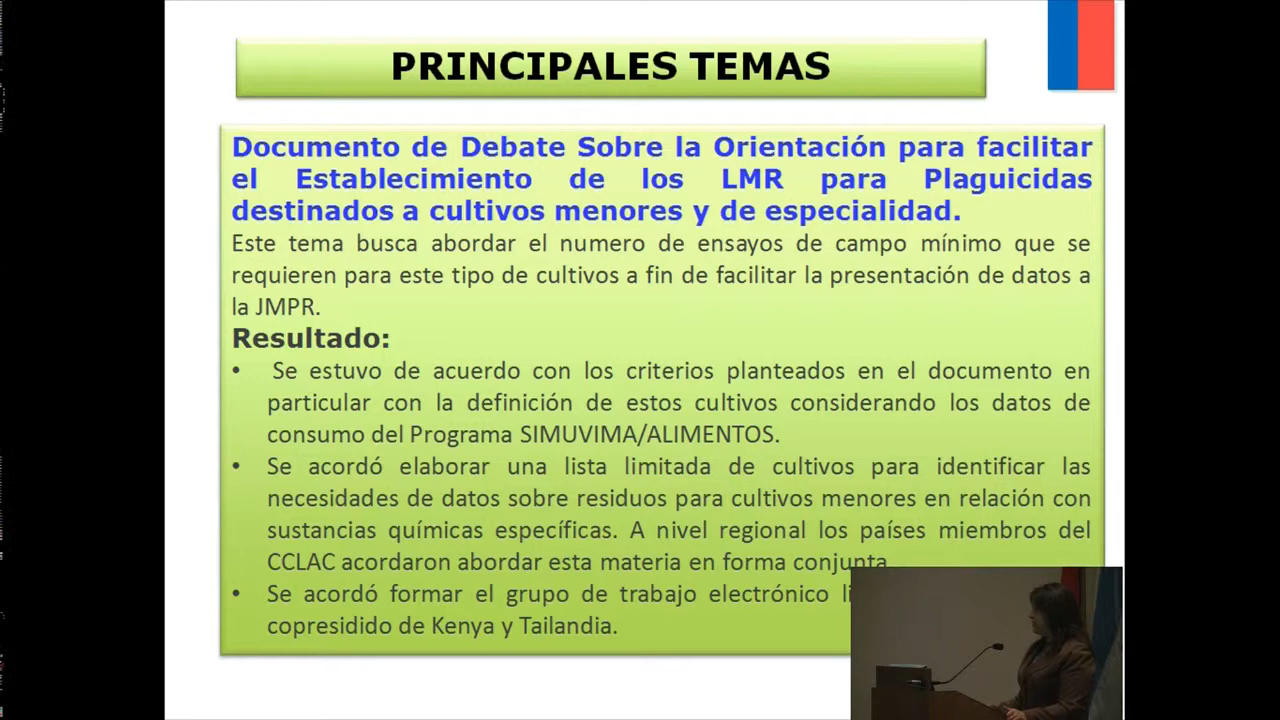 PRINCIPALES TEMAS
Documento de Debate Sobre la Orientación para facilitar
el Establecimiento de los LMR para Plaguicidas
destinados a cultivos menores y de especialidad.
Este tema busca abordar el numero de ensayos de campo mínimo que se
requieren para este tipo de cultivos a fin de facilitar la presentación de datos a
la JMPR.
Resultado:
• Se estuvo de acuerdo con los criterios planteados en el documento en
particular con la definición de estos cultivos considerando los datos de
consumo del Programa SIMUVIMA/ALIMENTOS.
• Se acordó elaborar una lista limitada de cultivos para identificar las
necesidades de datos sobre residuos para cultivos menores en relación con
sustancias químicas específicas. A nivel regional los países miembros del
CCLAC acordaron abordar esta materia en forma conjunta
• Se acordó formar el grupo de trabajo electrónico
copresidido de Kenya y Tailandia.